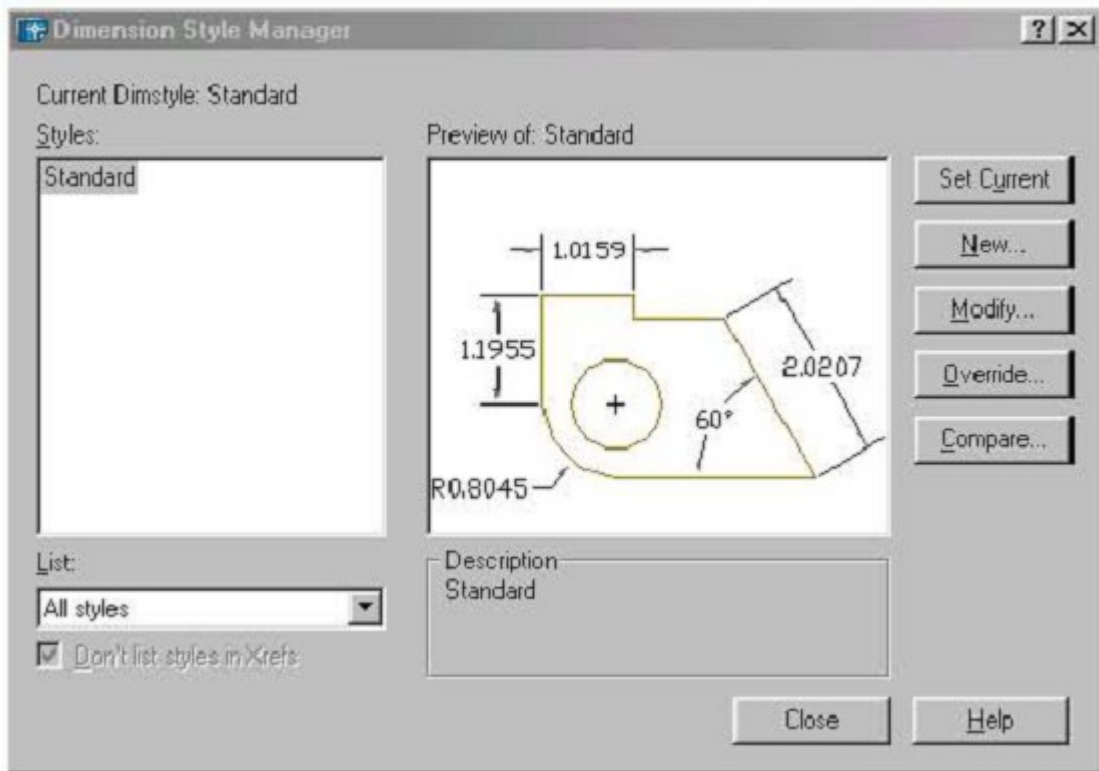 Dimension Style Manager
Current Dimstyle: Standard
Styles:
Standard
Preview of: Standard
1.0159
1.1955
2.0207
60°
R0.8045
Set Current
New...
Modify...
Override...
Compare...
List:
All styles
Don't list styles in Xrefs
Description
Standard
Close
Help